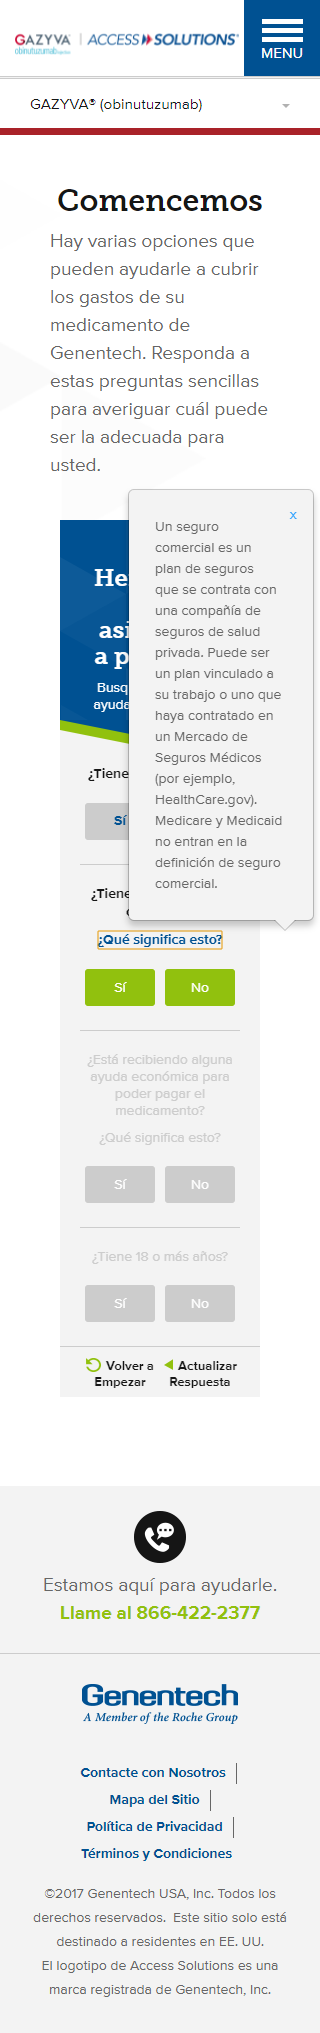 GAZYVA
obinutuzumab
ACCESS SOLUTIONS®
MENU
GAZYVA® (obinutuzumab)
Comencemos
Hay varias opciones que
pueden ayudarle a cubrir
los gastos de su
medicamento de
Genentech. Responda a
estas preguntas sencillas
para averiguar cuál puede
ser la adecuada para
usted.
x
Un seguro
comercial es un
plan de seguros
que se contrata con
una compañía de
seguros de salud
privada. Puede ser
un plan vinculado a
su trabajo o uno que
haya contratado en
un Mercado de
Seguros Médicos
(por ejemplo,
HealthCare.gov).
Medicare y Medicaid
no entran en la
definición de seguro
comercial.
He
asi
a p
Busq
ayuda
¿Tiene
Sí
¿Tiene
¿Qué significa esto?
Sí No
¿Está recibiendo alguna
ayuda económica para
poder pagar el
medicamento?
¿Qué significa esto?
Sí No
¿Tiene 18 o más años?
Sí No
Volver a Empezar
Actualizar Respuesta
Estamos aquí para ayudarle.
Llame al 866-422-2377
Genentech
A Member of the Roche Group
Contacte con Nosotros
Mapa del Sitio
Política de Privacidad
Términos y Condiciones
©2017 Genentech USA, Inc. Todos los
derechos reservados. Este sitio solo está
destinado a residentes en EE. UU.
El logotipo de Access Solutions es una
marca registrada de Genentech, Inc.